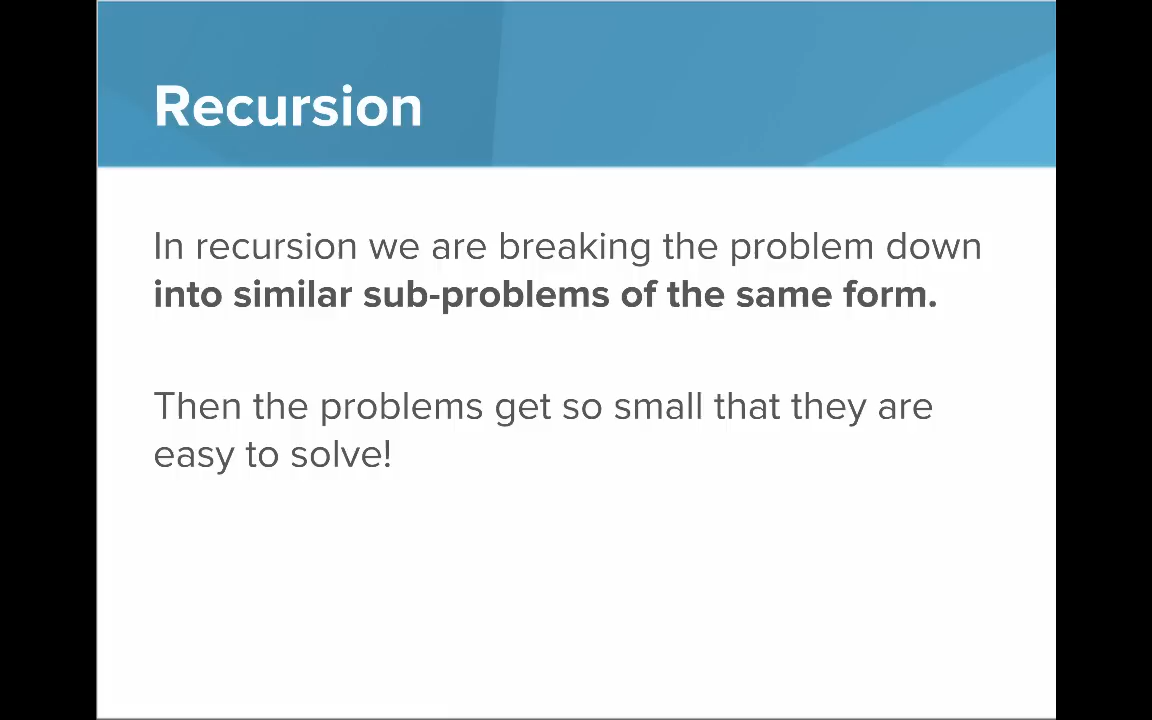 Recursion
In recursion we are breaking the problem down
into similar sub-problems of the same form.
Then the problems get so small that they are
easy to solve!